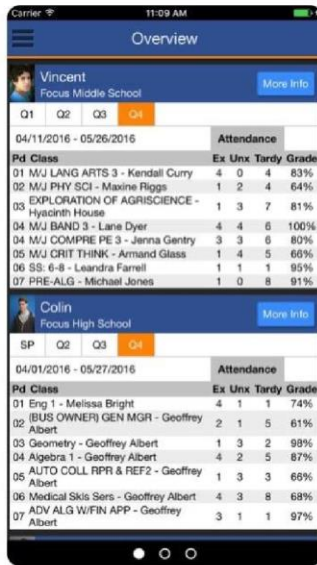 Carrier 11:09 AM
Overview
Vincent
Focus Middle School
More Info
Q1 Q2 Q3 Q4
04/11/2016 - 05/26/2016 Attendance
Pd Class Ex Unx Tardy Grade
01 M/J LANG ARTS 3 - Kendall Curry 4 0 4 83%
02 M/J PHY SCI - Maxine Riggs 1 2 4 64%
03 EXPLORATION OF AGRISCIENCE -
Hyacinth House 1 3 7 81%
04 M/J BAND 3 - Lane Dyer 4 4 6 100%
04 M/J COMPRE PE 3 - Jenna Gentry 3 3 6 80%
05 M/J CRIT THINK - Armand Glass 1 4 5 66%
06 SS: 6-8 - Leandra Farrell 1 1 1 95%
07 PRE-ALG - Michael Jones 1 0 8 91%
Colin
Focus High School
More Info
SP Q2 Q3 Q4
04/01/2016 - 05/27/2016 Attendance
Pd Class Ex Unx Tardy Grade
01 Eng 1 - Melissa Bright 4 1 1 74%
02 (BUS OWNER) GEN MGR - Geoffrey
Albert 2 1 5 61%
03 Geometry - Geoffrey Albert 1 3 2 98%
04 Algebra 1 - Geoffrey Albert 4 2 5 87%
05 AUTO COLL RPR & REF2 - Geoffrey
Albert 1 3 3 66%
06 Medical Skis Sers - Geoffrey Albert 4 3 8 68%
07 ADV ALG W/FIN APP - Geoffrey
Albert 3 1 1 97%